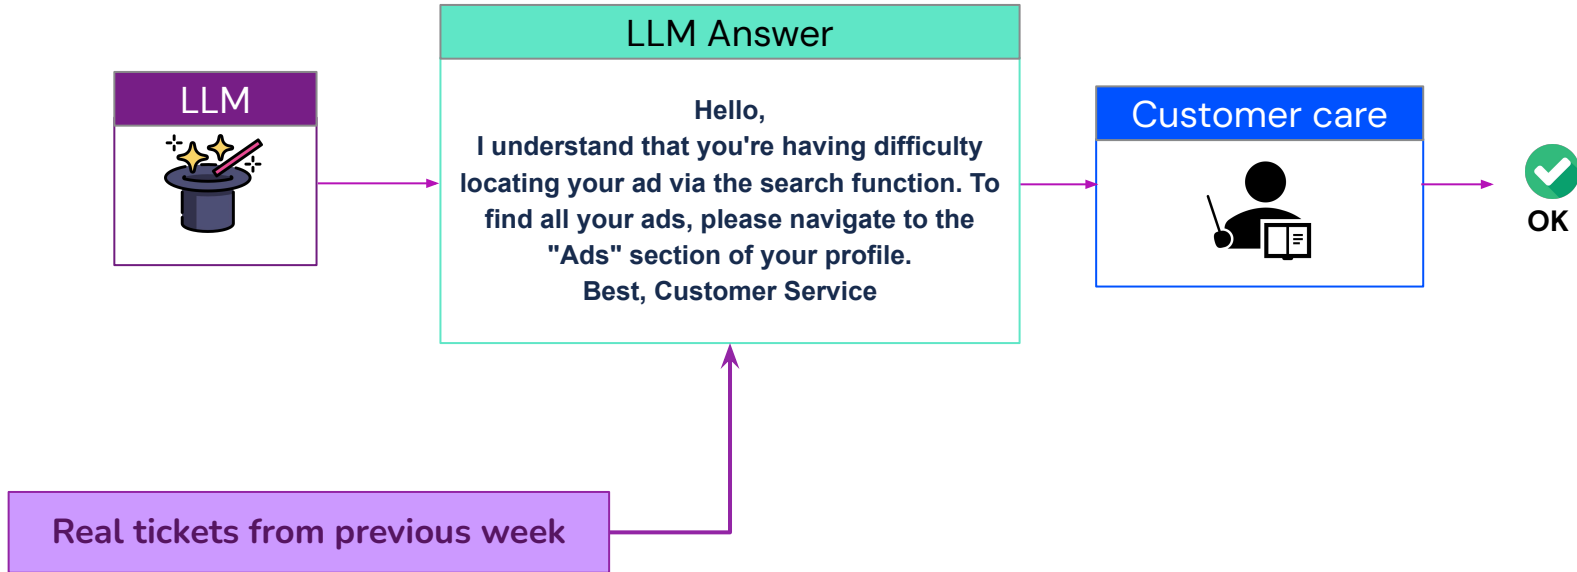 LLM Answer
LLM
Hello,
I understand that you're having difficulty
locating your ad via the search function. To
find all your ads, please navigate to the
"Ads" section of your profile.
Best, Customer Service
Customer care
OK
Real tickets from previous week